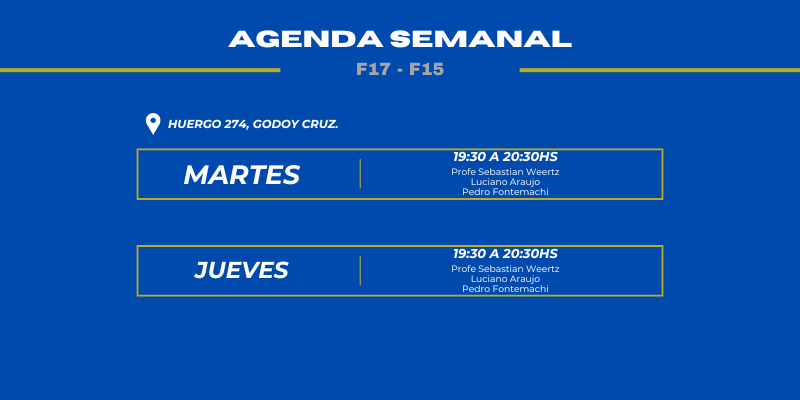 AGENDA SEMANAL
F17 - F15
HUERGO 274, GODOY CRUZ.
MARTES
19:30 A 20:30HS
Profe Sebastian Weertz
Luciano Araujo
Pedro Fontemachi
JUEVES
19:30 A 20:30HS
Profe Sebastian Weertz
Luciano Araujo
Pedro Fontemachi